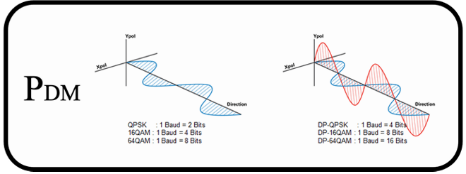 PDM
Ypol
Xpol
Direction
QPSK : 1 Baud = 2 Bits
16QAM : 1 Baud = 4 Bits
64QAM : 1 Baud = 8 Bits
Ypol
Xpol
Direction
DP-QPSK : 1 Baud = 4 Bits
DP-16QAM : 1 Baud = 8 Bits
DP-64QAM : 1 Baud = 16 Bits